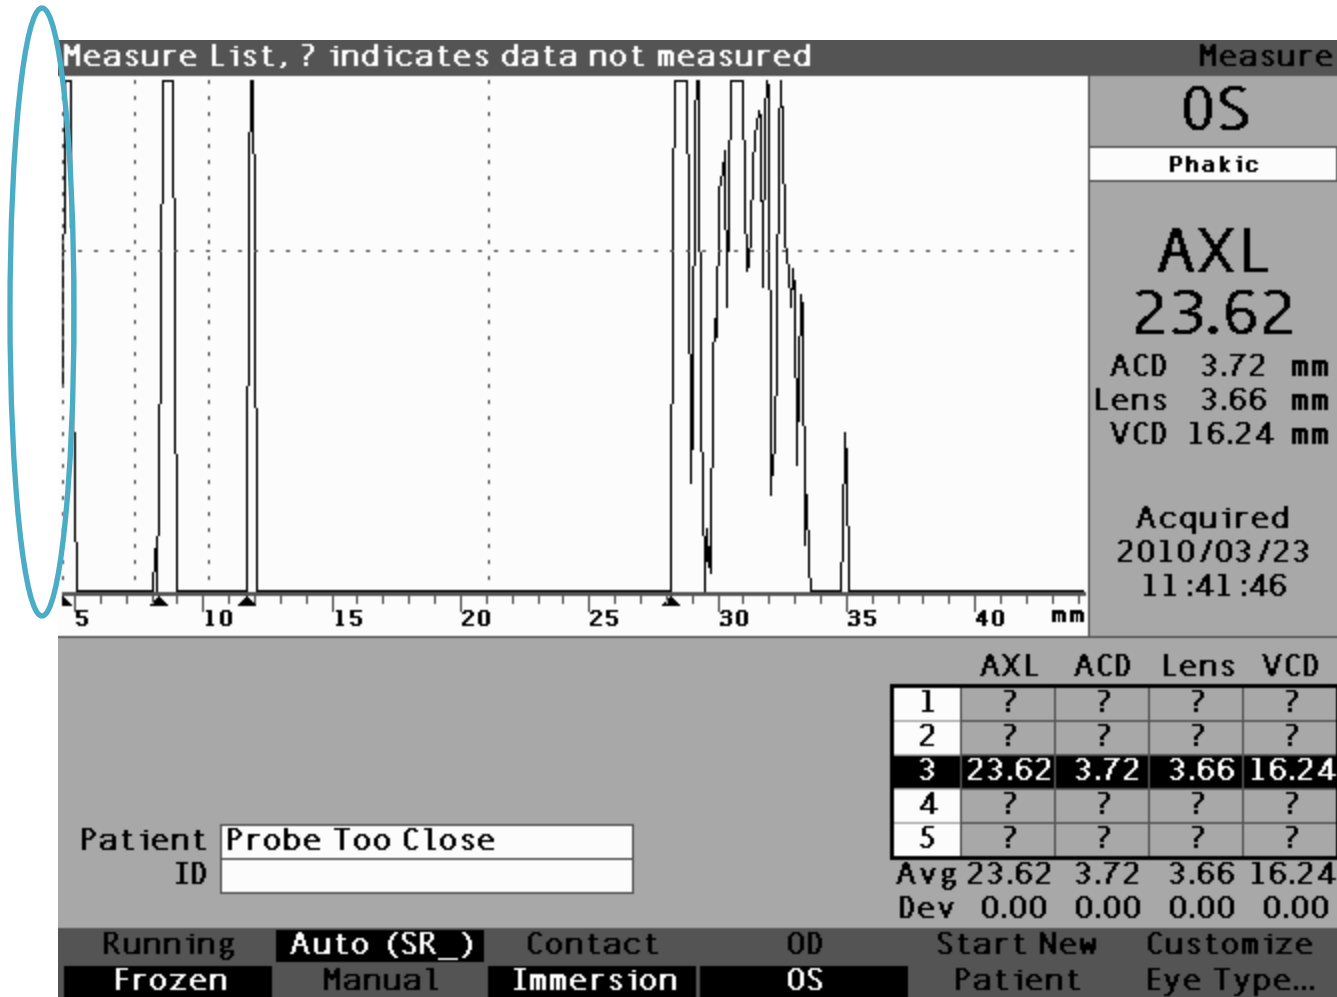 Measure List, ? indicates data not measured Measure
OS
Phakic
AXL
23.62
ACD 3.72 mm
Lens 3.66 mm
VCD 16.24 mm
Acquired
2010/03/23
11:41:46
5 10 15 20 25 30 35 40 mm
AXL ACD Lens VCD
1 ? ? ? ?
2 ? ? ? ?
3 23.62 3.72 3.66 16.24
4 ? ? ? ?
5 ? ? ? ?
Avg 23.62 3.72 3.66 16.24
Dev 0.00 0.00 0.00 0.00
Patient Probe Too Close
ID
Running Auto (SR_) Contact OD Start New Customize
Frozen Manual Immersion OS Patient Eye Type...